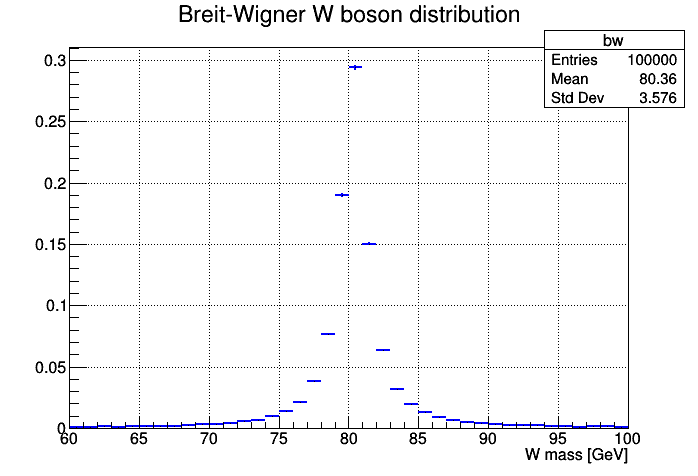 Breit-Wigner W boson distribution
bw
Entries 100000
Mean 80.36
Std Dev 3.576
0.3
0.25
0.2
0.15
0.1
0.05
0
60 65 70 75 80 85 90 95 100
W mass [GeV]